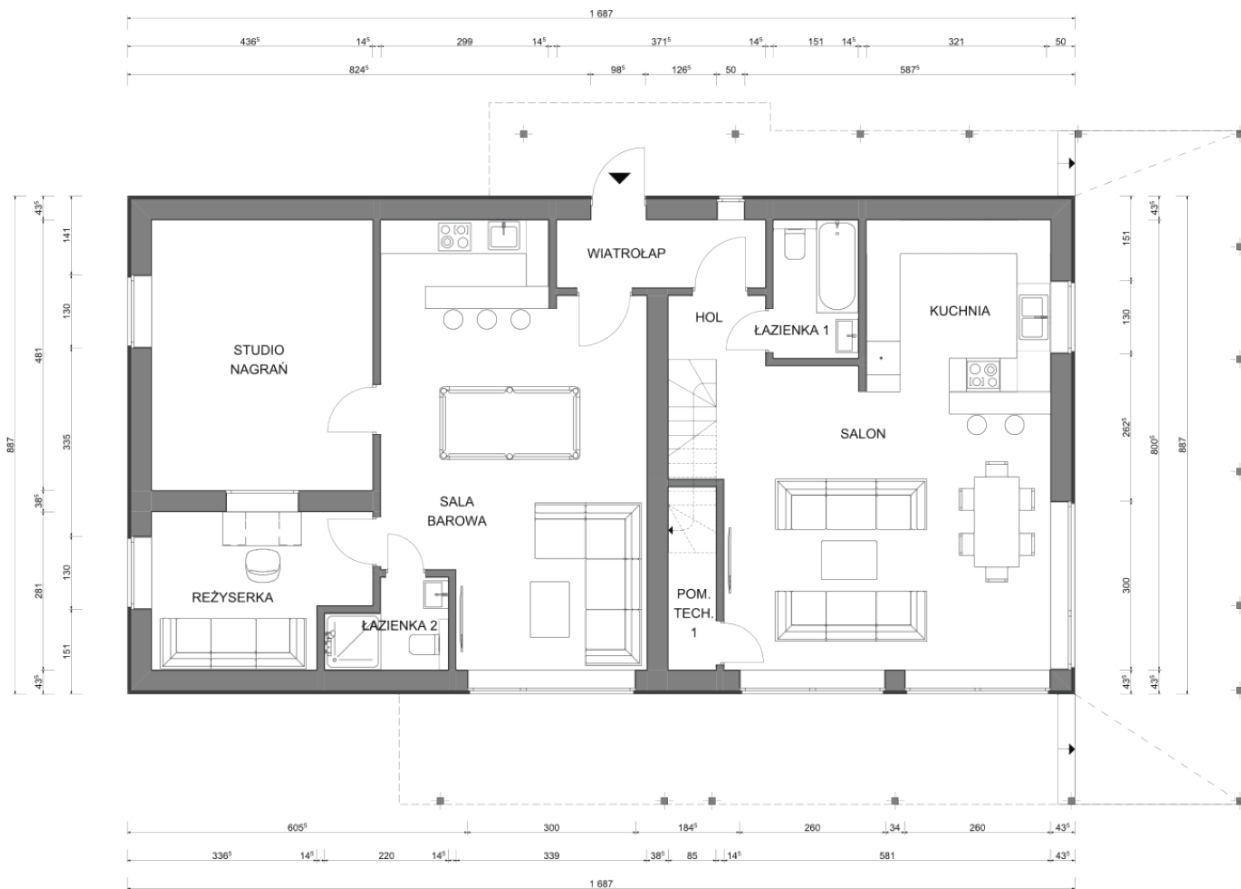 1 687
436⁵ 14⁵ 299 14⁵ 371⁵ 14⁵ 151 14⁵ 321 50
824⁵ 98⁵ 126⁵ 50 587⁵
43⁵
481
38⁵
281
43⁵
887
141
130
335
130
151
151
130
262⁵
300
43⁵
43⁵
800⁵
43⁵
887
WIATROŁAP
HOL
ŁAZIENKA 1
KUCHNIA
STUDIO
NAGRAŃ
SALON
SALA
BAROWA
REŻYSERKA
ŁAZIENKA 2
POM.
TECH.
1
605⁵ 300 184⁵ 260 34 260 43⁵
336⁵ 14⁵ 220 14⁵ 339 38⁵ 85 14⁵ 581 43⁵
1 687